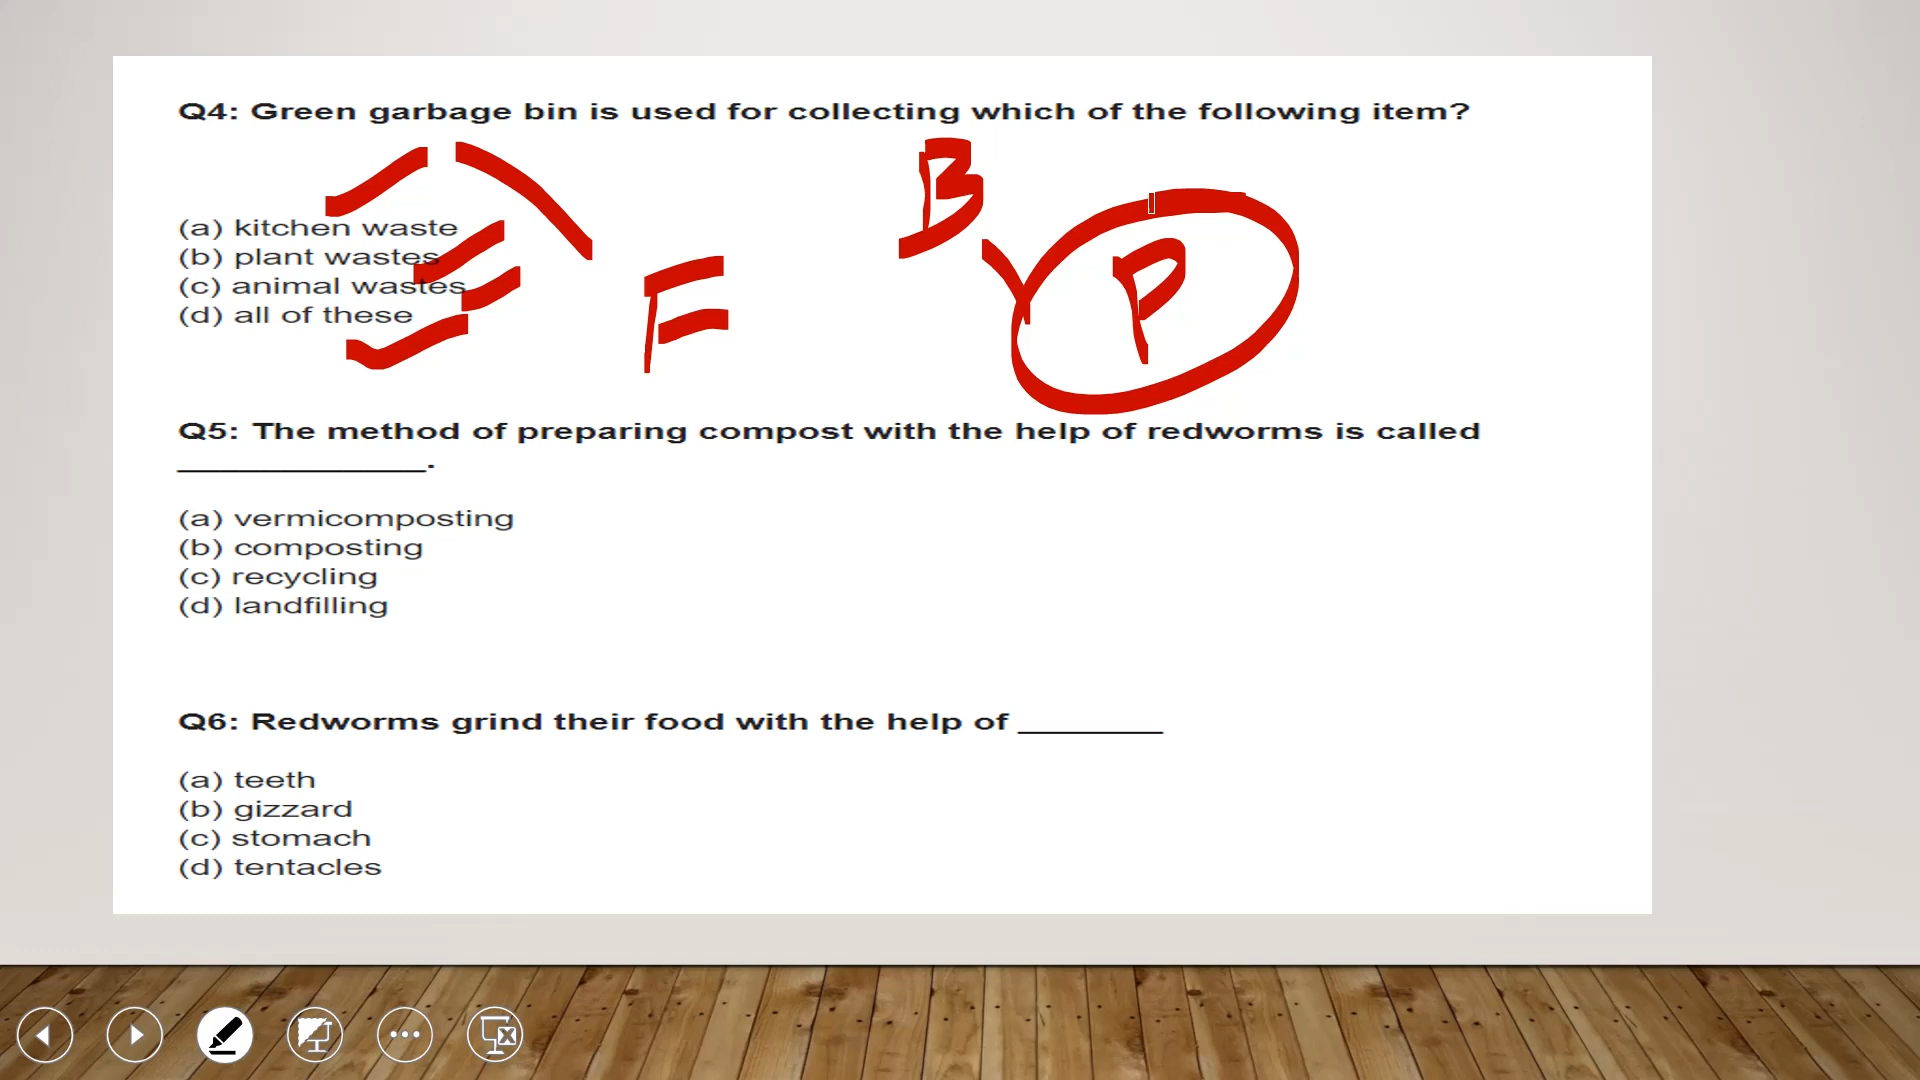 Q4: Green garbage bin is used for collecting which of the following item?
B
(a) kitchen waste
(b) plant wastes
(c) animal wastes
(d) all of these
F
P
Q5: The method of preparing compost with the help of redworms is called
______________.
(a) vermicomposting
(b) composting
(c) recycling
(d) landfilling
Q6: Redworms grind their food with the help of ________
(a) teeth
(b) gizzard
(c) stomach
(d) tentacles